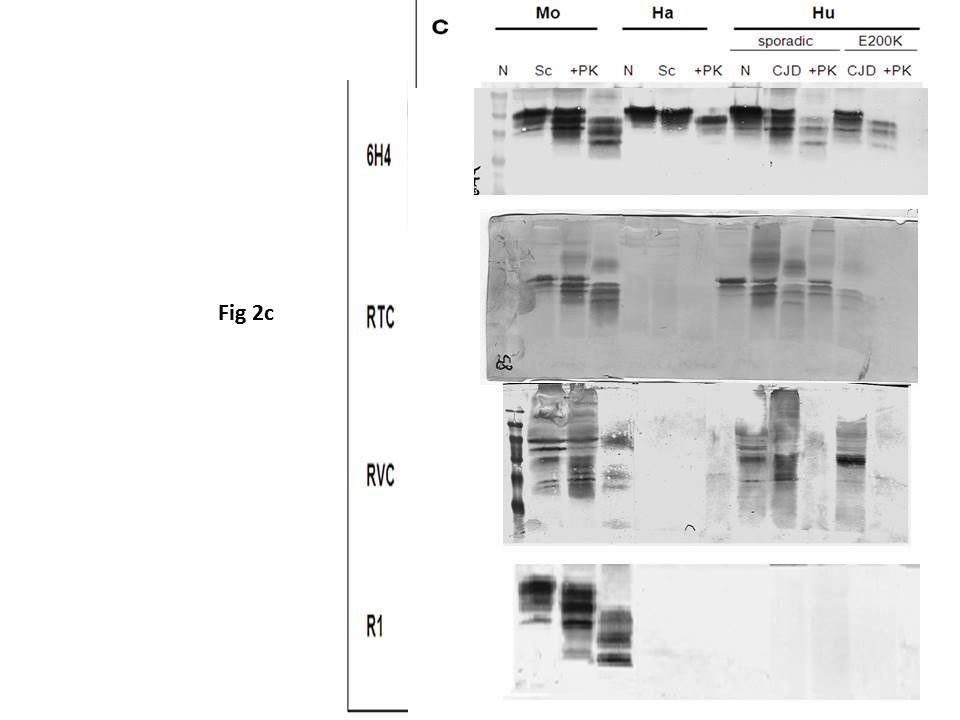 C
Mo Ha Hu
sporadic E200K
N Sc +PK N Sc +PK N CJD +PK CJD +PK
6H4
Fig 2c
RTC
RVC
R1